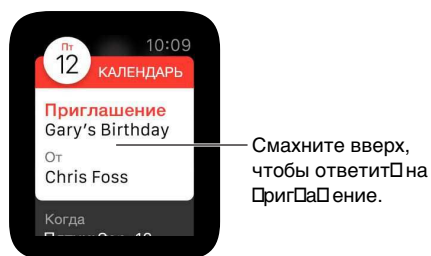 Пт
12
10:09
КАЛЕНДАРЬ
Приглашение
Gary's Birthday
От
Chris Foss
Когда
Смахните вверх,
чтобы на